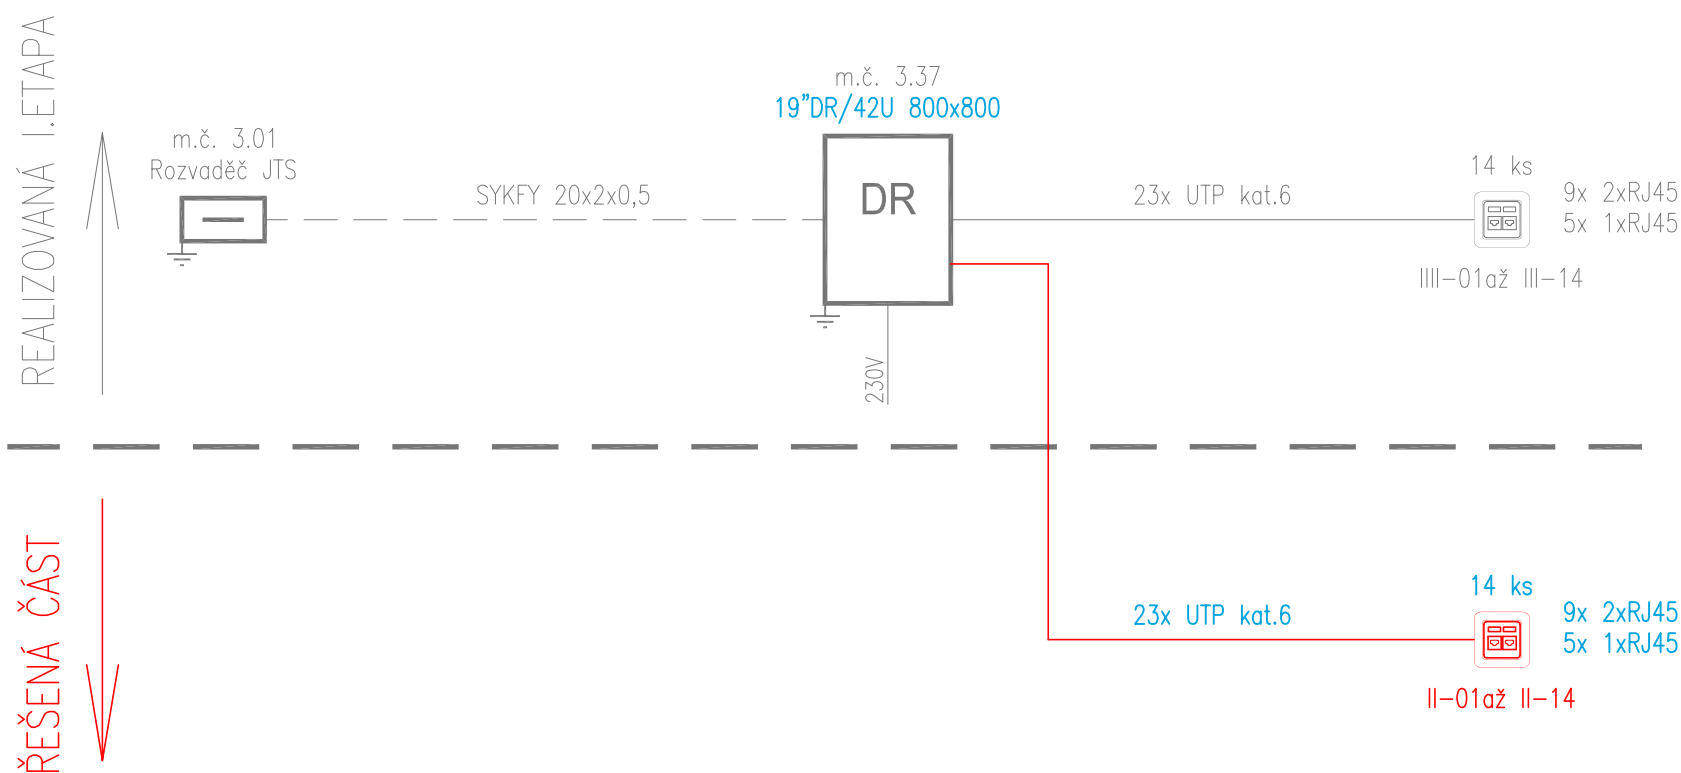 REALIZOVANÁ I.ETAPA
m.č. 3.01
Rozvaděč JTS
SYKFY 20x2x0,5
m.č. 3.37
19”DR/42U 800x800
DR
230V
23x UTP kat.6
14 ks
9x 2xRJ45
5x 1xRJ45
IIII-01až III-14
ŘEŠENÁ ČÁST
23x UTP kat.6
14 ks
9x 2xRJ45
5x 1xRJ45
II-01až II-14